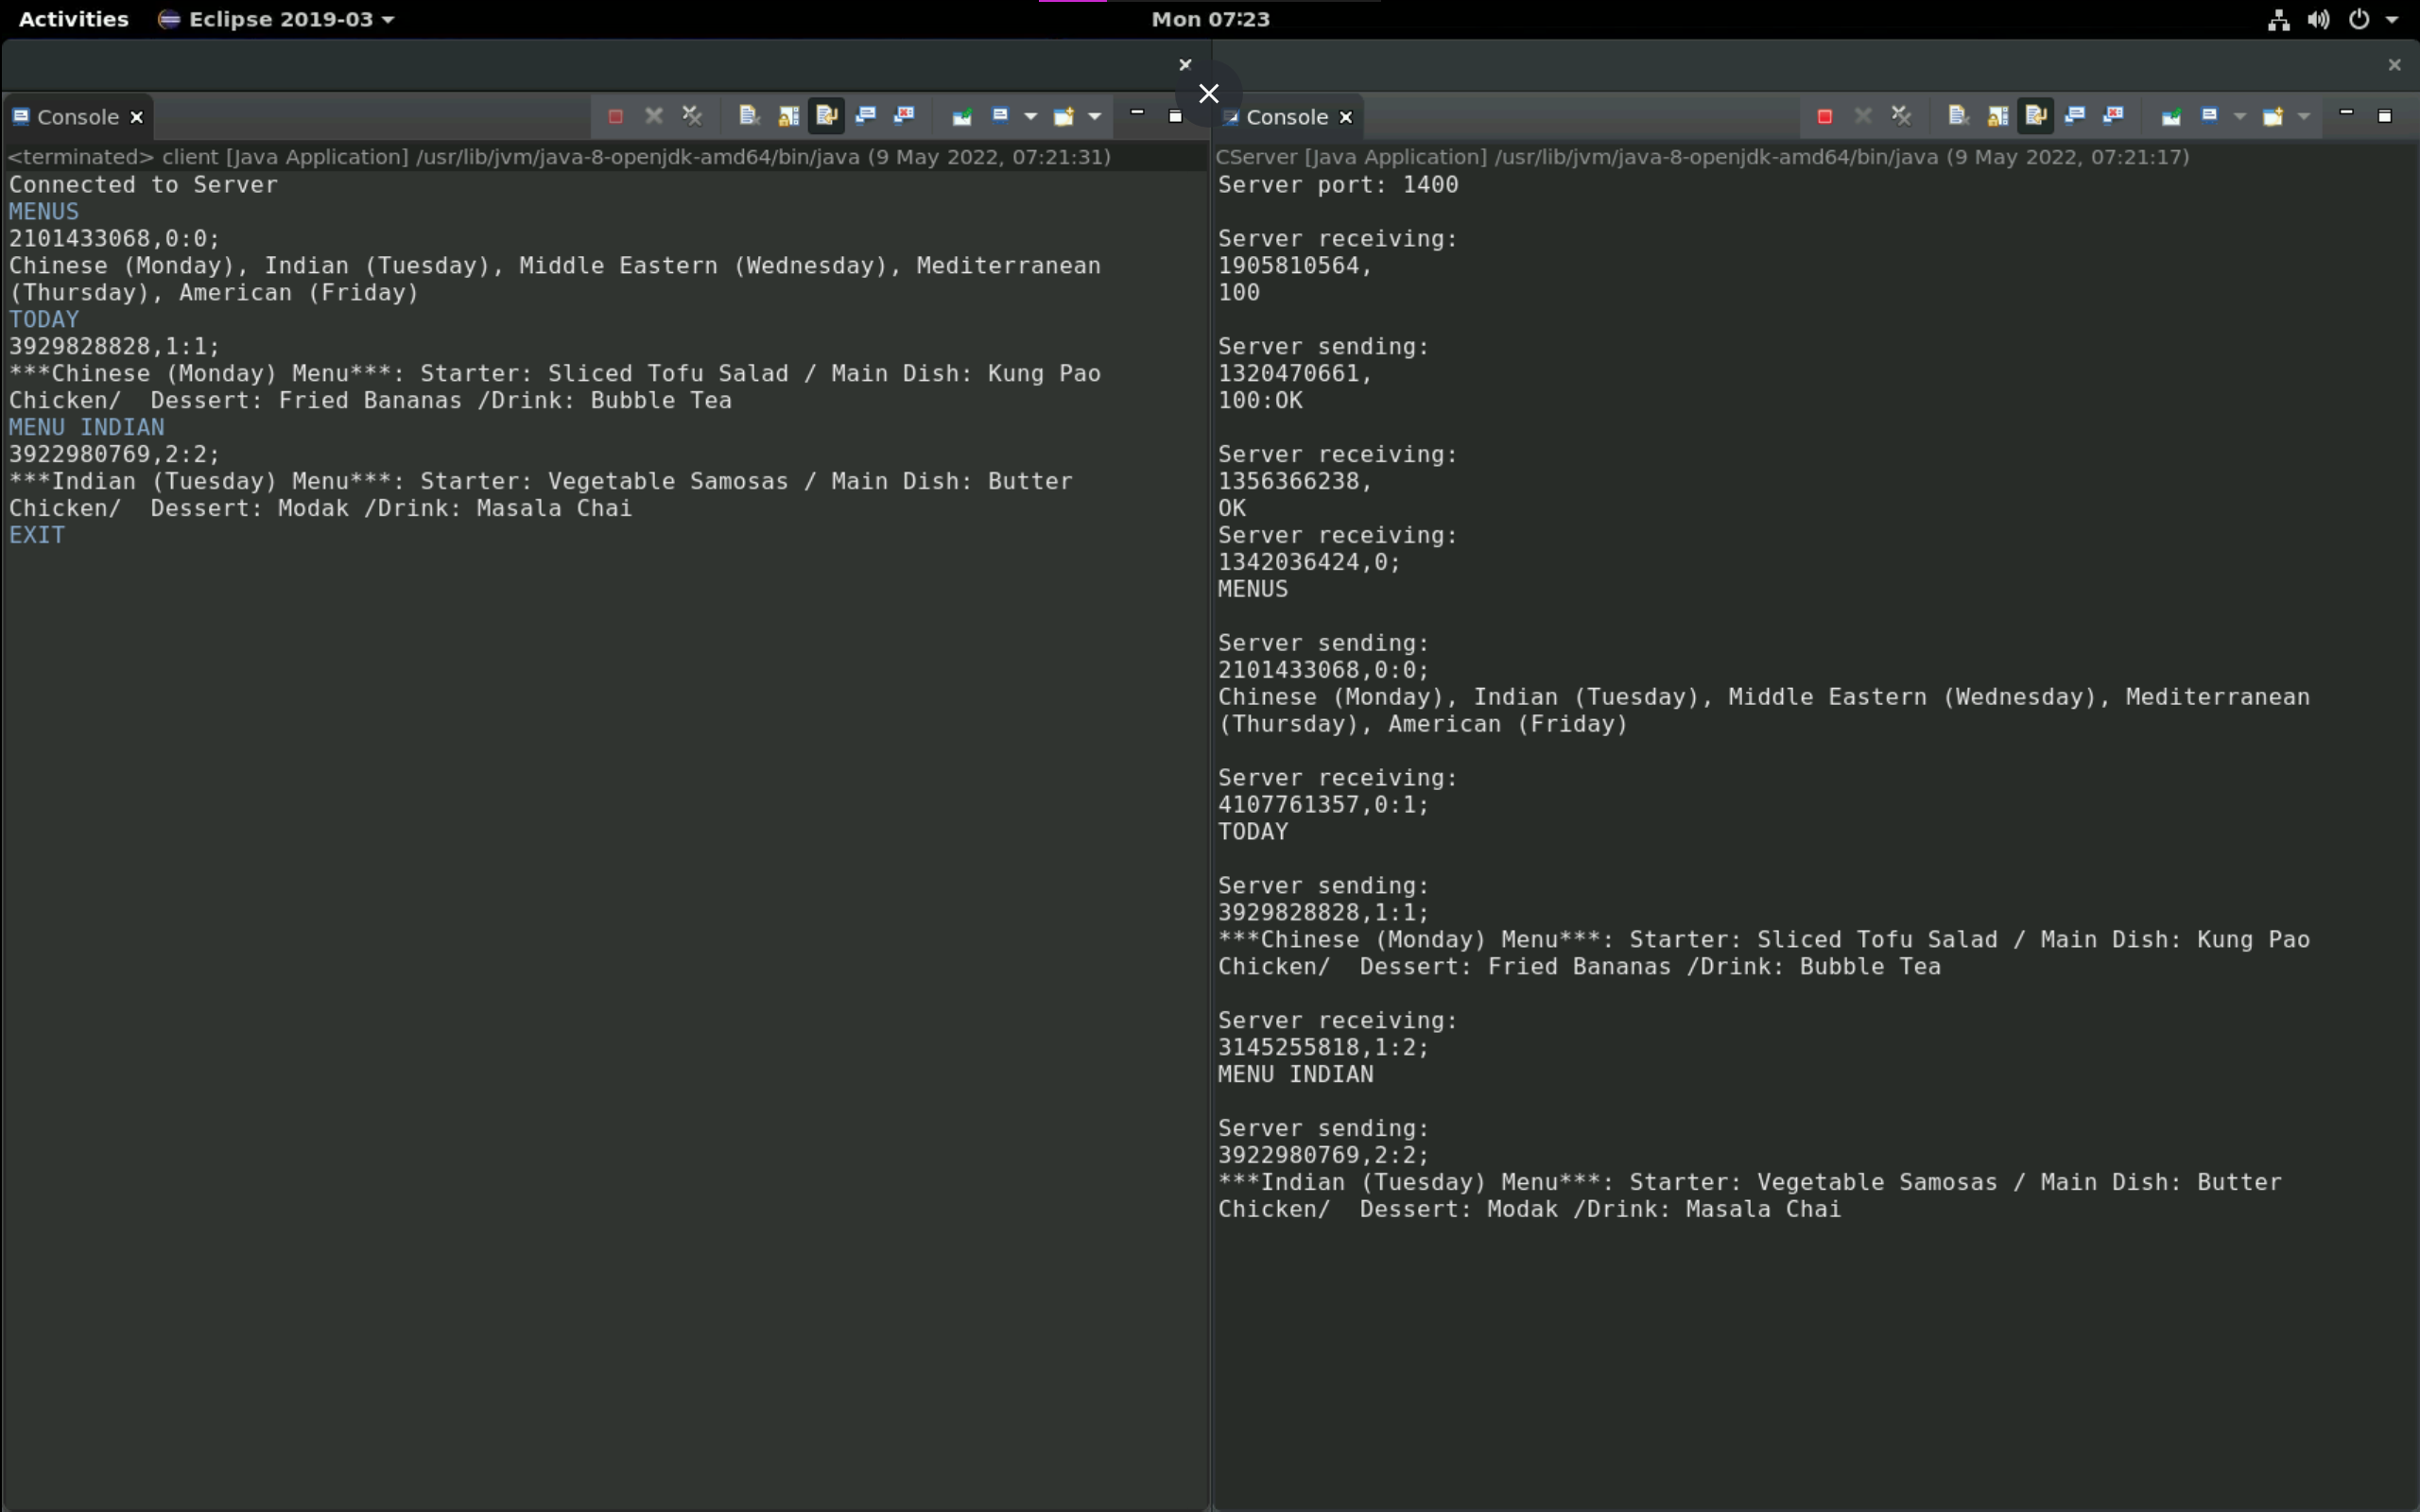 Activities Eclipse 2019-03 Mon 07:23
Console
<terminated> client [Java Application] /usr/lib/jvm/java-8-openjdk-amd64/bin/java (9 May 2022, 07:21:31)
Connected to Server
MENUS
2101433068,0:0;
Chinese (Monday), Indian (Tuesday), Middle Eastern (Wednesday), Mediterranean
(Thursday), American (Friday)
TODAY
3929828828,1:1;
***Chinese (Monday) Menu***: Starter: Sliced Tofu Salad / Main Dish: Kung Pao
Chicken/  Dessert: Fried Bananas /Drink: Bubble Tea
MENU INDIAN
3922980769,2:2;
***Indian (Tuesday) Menu***: Starter: Vegetable Samosas / Main Dish: Butter
Chicken/  Dessert: Modak /Drink: Masala Chai
EXIT
Console
CServer [Java Application] /usr/lib/jvm/java-8-openjdk-amd64/bin/java (9 May 2022, 07:21:17)
Server port: 1400
Server receiving:
1905810564,
100
Server sending:
1320470661,
100:OK
Server receiving:
1356366238,
OK
Server receiving:
1342036424,0;
MENUS
Server sending:
2101433068,0:0;
Chinese (Monday), Indian (Tuesday), Middle Eastern (Wednesday), Mediterranean
(Thursday), American (Friday)
Server receiving:
4107761357,0:1;
TODAY
Server sending:
3929828828,1:1;
***Chinese (Monday) Menu***: Starter: Sliced Tofu Salad / Main Dish: Kung Pao
Chicken/  Dessert: Fried Bananas /Drink: Bubble Tea
Server receiving:
3145255818,1:2;
MENU INDIAN
Server sending:
3922980769,2:2;
***Indian (Tuesday) Menu***: Starter: Vegetable Samosas / Main Dish: Butter
Chicken/  Dessert: Modak /Drink: Masala Chai